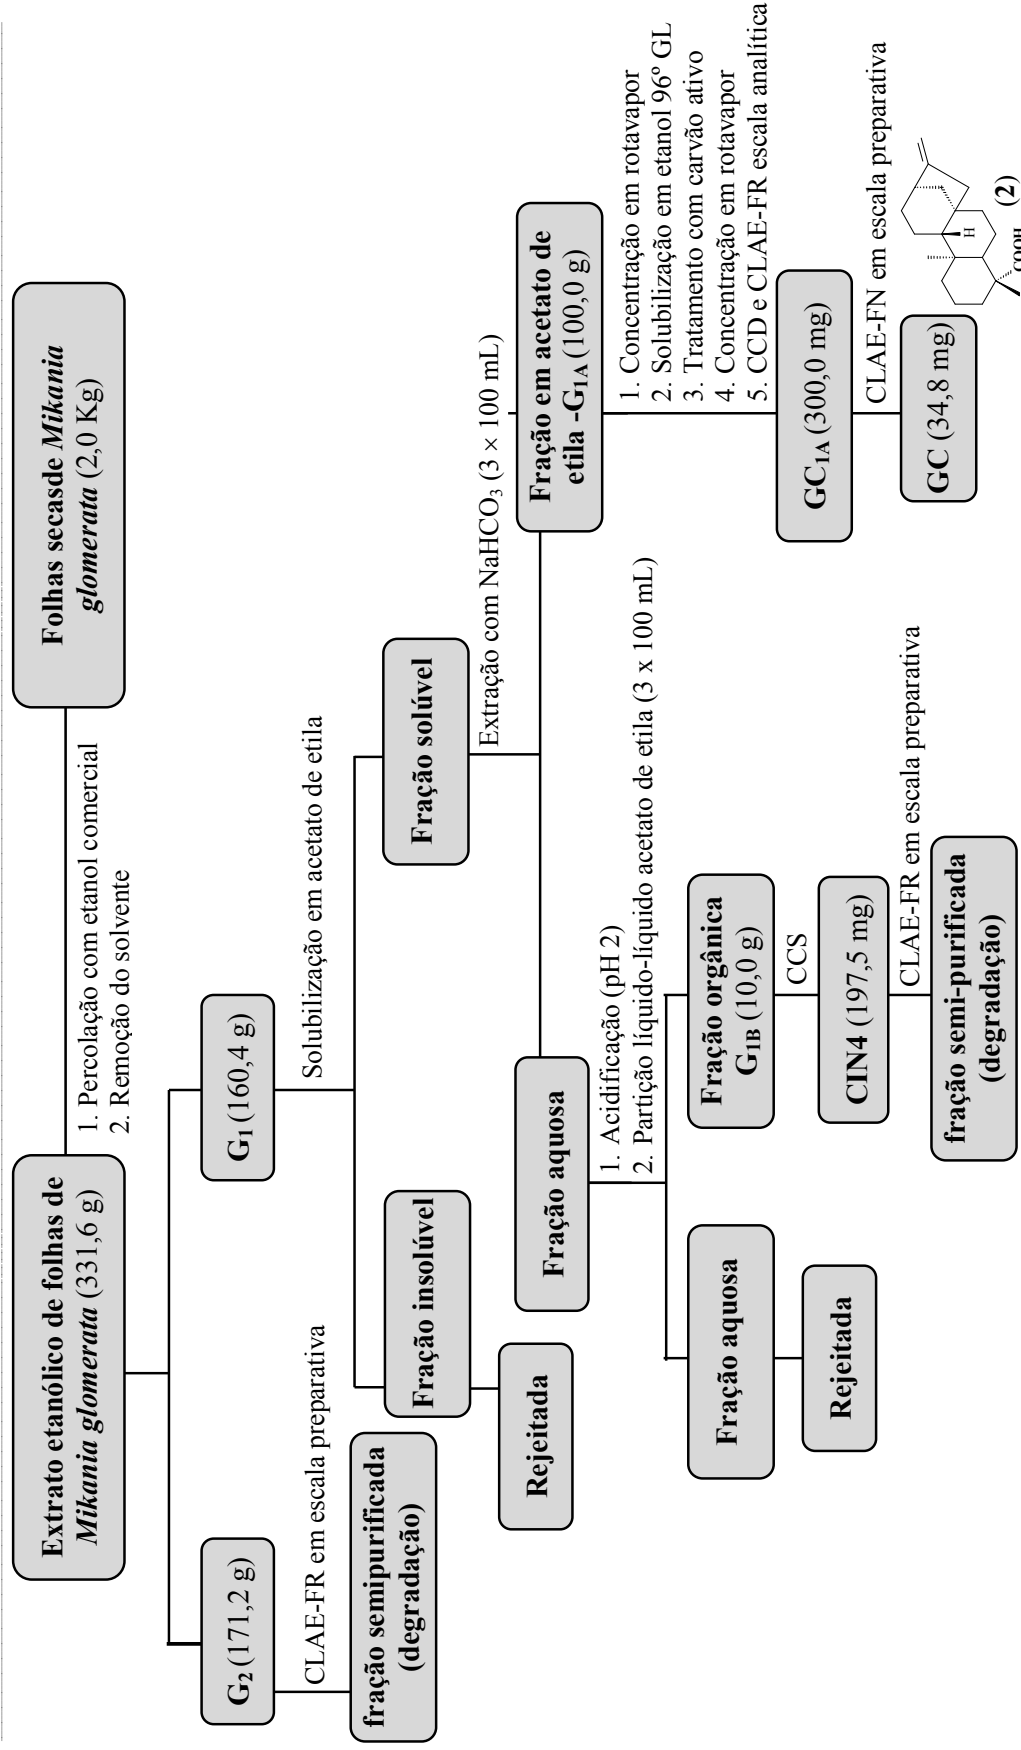 Folhas secasde Mikania
glomerata (2,0 Kg)
1. Percolação com etanol comercial
2. Remoção do solvente
Extrato etanólico de folhas de
Mikania glomerata (331,6 g)
G2 (171,2 g)
CLAE-FR em escala preparativa
fração semipurificada
(degradação)
G1 (160,4 g)
Solubilização em acetato de etila
Fração insolúvel
Rejeitada
Fração solúvel
Extração com NaHCO3 (3 × 100 mL)
Fração aquosa
1. Acidificação (pH 2)
2. Partição líquido-líquido acetato de etila (3 x 100 mL)
Fração aquosa
Rejeitada
Fração orgânica
G1B (10,0 g)
CCS
CIN4 (197,5 mg)
CLAE-FR em escala preparativa
fração semi-purificada
(degradação)
Fração em acetato de
etila -G1A (100,0 g)
1. Concentração em rotavapor
2. Solubilização em etanol 96º GL
3. Tratamento com carvão ativo
4. Concentração em rotavapor
5. CCD e CLAE-FR escala analítica
GC1A (300,0 mg)
CLAE-FN em escala preparativa
GC (34,8 mg)
H
COOH
(2)